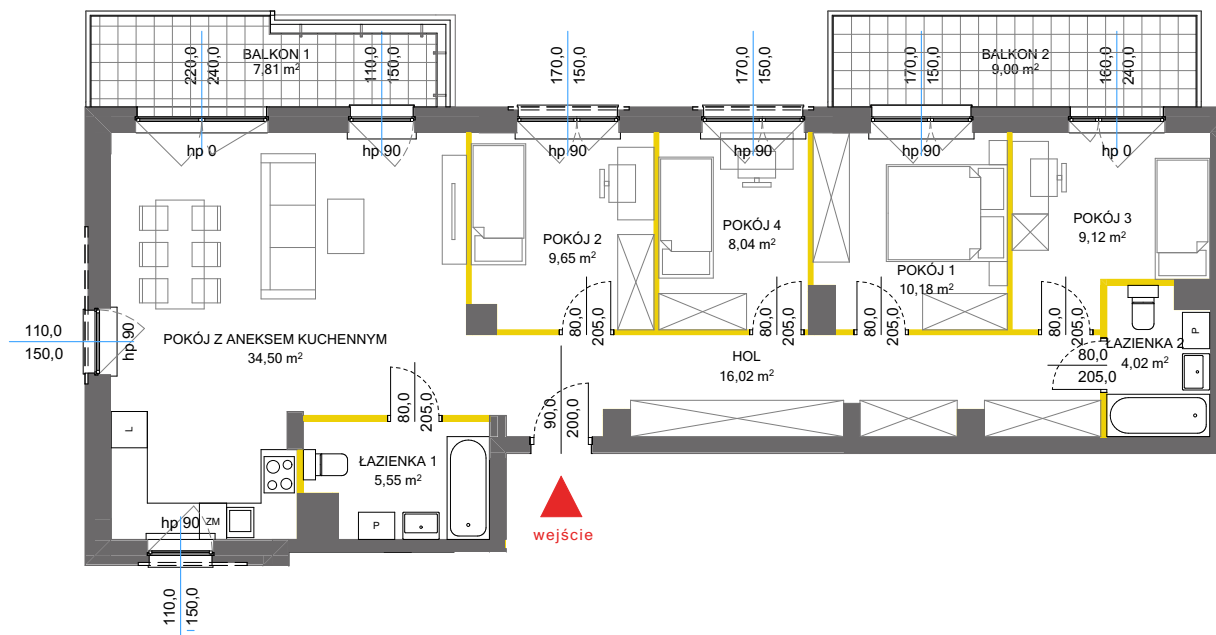 BALKON 1
7,81 m²
220,0
240,0
110,0
150,0
170,0
150,0
170,0
150,0
BALKON 2
9,00 m²
170,0
150,0
160,0
240,0
hp 0
hp 90
hp 90
hp 90
hp 90
hp 0
POKÓJ 2
9,65 m²
POKÓJ 4
8,04 m²
POKÓJ 1
10,18 m²
POKÓJ 3
9,12 m²
110,0
150,0
hp 90
POKÓJ Z ANEKSEM KUCHENNYM
34,50 m²
80,0
205,0
80,0
205,0
80,0
205,0
80,0
205,0
HOL
16,02 m²
80,0
205,0
ŁAZIENKA 2
4,02 m²
P
L
80,0
205,0
90,0
200,0
ŁAZIENKA 1
5,55 m²
P
hp 90
ZM
wejście
110,0
150,0